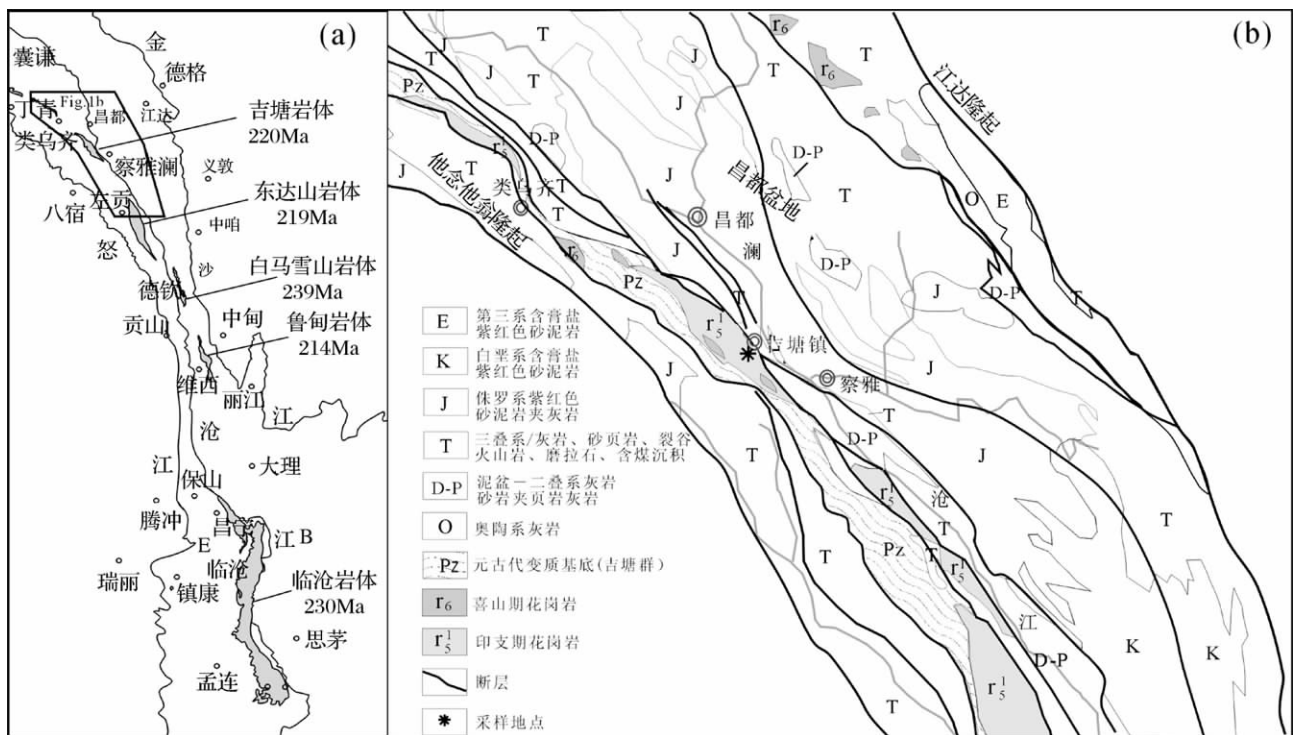 (a)
金
囊谦
德格
Fig.1b
丁青
昌都
江达
吉塘岩体
220Ma
类乌齐
察雅澜
义敦
左贡
东达山岩体
219Ma
八宿
中咱
怒
沙
白马雪山岩体
239Ma
德钦
贡山
中甸
鲁甸岩体
214Ma
维西
丽江
江
沧
大理
江
保山
腾冲
昌宁
江
B
E
临沧
瑞丽
镇康
临沧岩体
230Ma
思茅
孟连
(b)
r6
T
T
J
J
T
J
T
T
r6
江达隆起
Pz
J
D-P
r₅¹
D-P
T
昌都盆地
J
T
J
他念他翁隆起
类乌齐
T
T
昌都
O
E
澜
J
r6
D-P
Pz
J
D-P
T
T
r₅¹
吉塘镇
J
J
察雅
T
T
D-P
J
r₅¹
沧
T
T
Pz
T
r₅¹
T
江
D-P
K
K
T
r₅¹
E
第三系含膏盐
紫红色砂泥岩
K
白垩系含膏盐
紫红色砂泥岩
J
侏罗系紫红色
砂泥岩夹灰岩
T
三叠系/灰岩、砂页岩、裂谷
火山岩、磨拉石、含煤沉积
D-P
泥盆－二叠系灰岩
砂岩夹页岩灰岩
O
奥陶系灰岩
Pz
元古代变质基底(吉塘群)
r6
喜山期花岗岩
r₅¹
印支期花岗岩
断层
采样地点